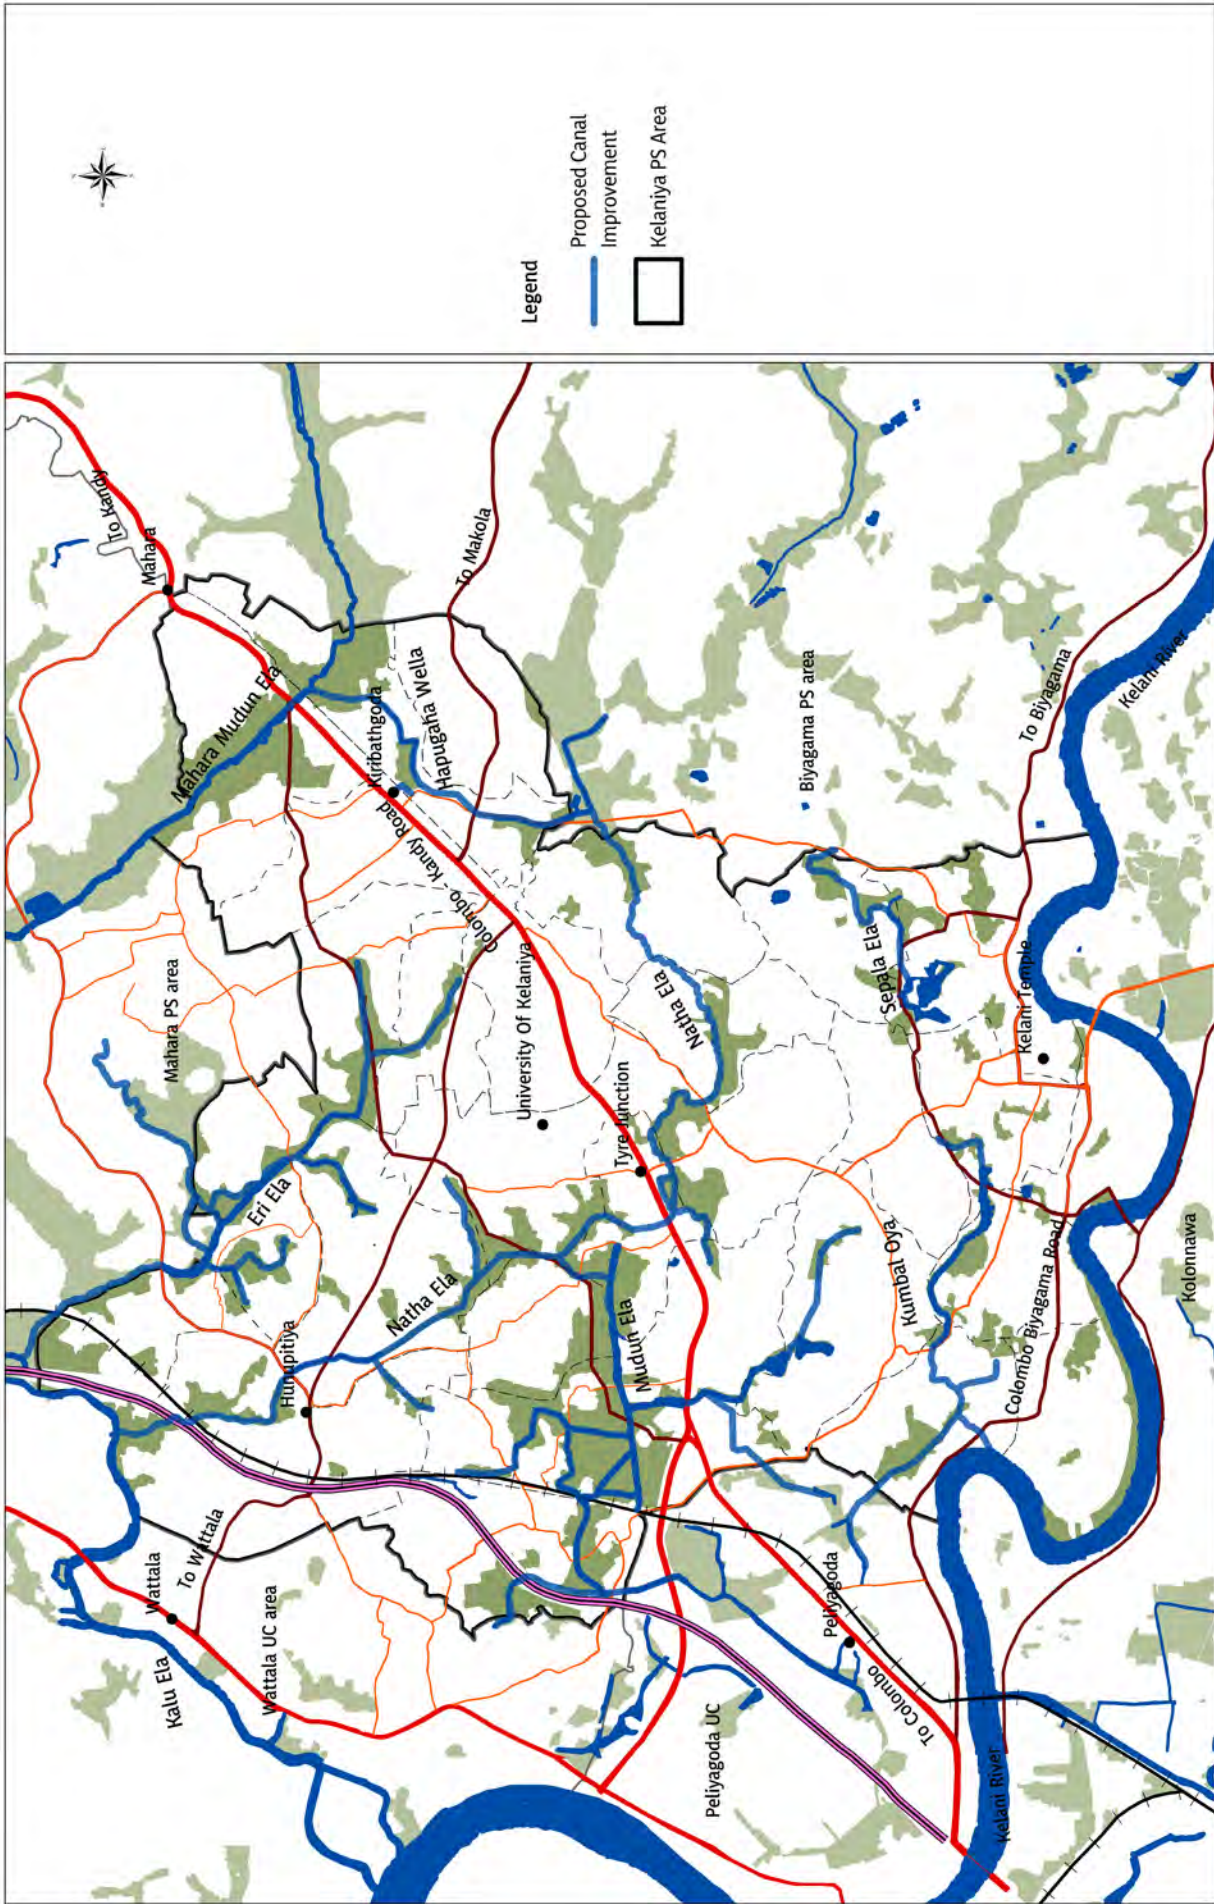 To Kandy
Mahara
Mahara Mudun Ela
Kiribathgoda
Hapugaha Wella
To Makola
Colombo - Kandy Road
Mahara PS area
University Of Kelaniya
Natha Ela
Tyre Junction
Eri Ela
Natha Ela
Hunupitiya
Mudun Ela
Wattala
To Wattala
Kalu Ela
Wattala UC area
Peliyagoda UC
Peliyagoda
To Colombo
Kelani River
Biyagama PS area
To Biyagama
Kelani River
Sepala Ela
Kelani Temple
Kumbal Oya
Colombo Biyagama Road
Kolonnawa
Legend
Proposed Canal
Improvement
Kelaniya PS Area